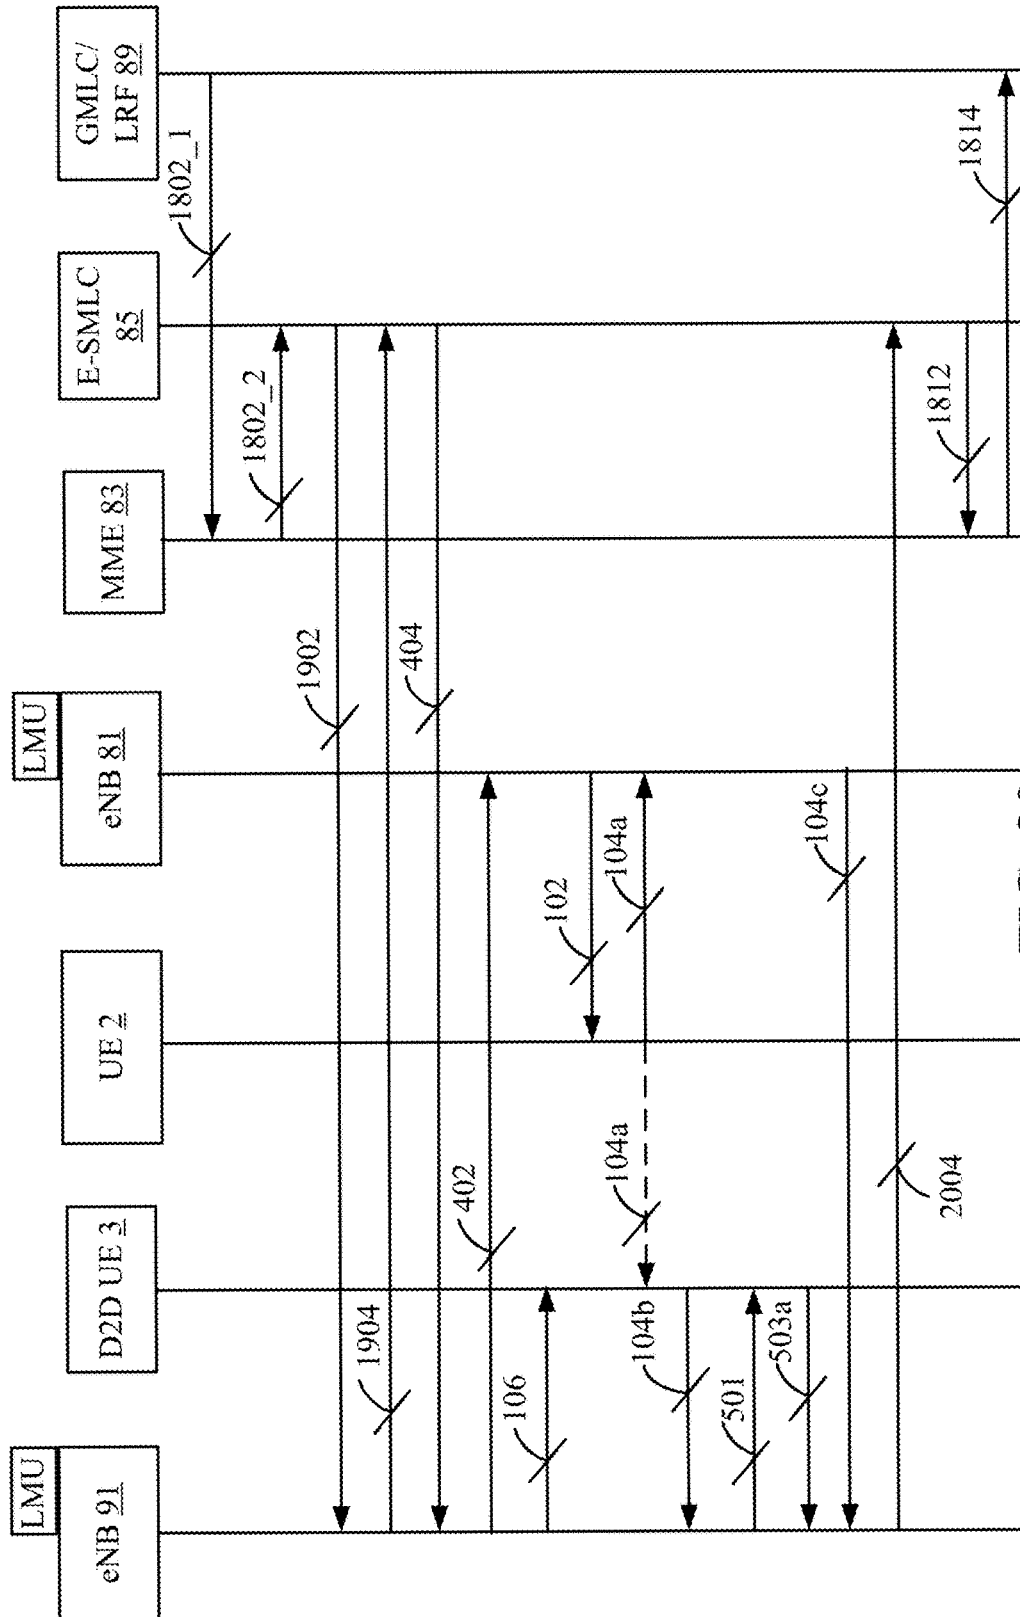 LMU
eNB 91
D2D UE 3
UE 2
LMU
eNB 81
MME 83
E-SMLC
85
GMLC/
LRF 89
1802_1
1802_2
1902
1904
404
402
106
102
104a
104a
104b
501
503a
104c
2004
1812
1814